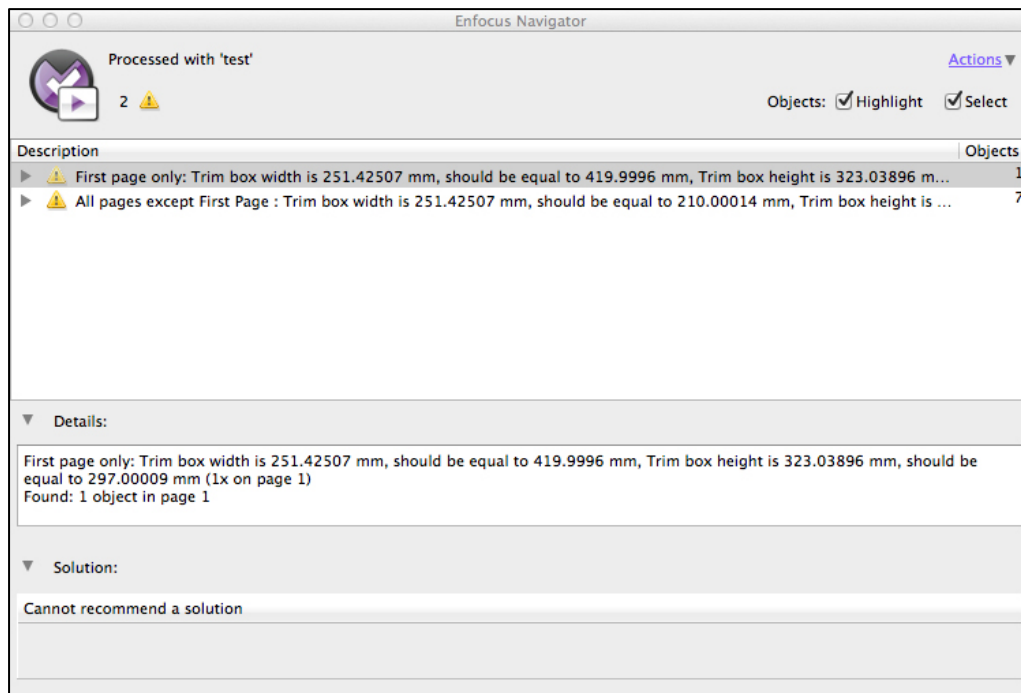 Enfocus Navigator
Processed with 'test'
Actions
2
Objects: Highlight Select
Description Objects
First page only: Trim box width is 251.42507 mm, should be equal to 419.9996 mm, Trim box height is 323.03896 m... 1
All pages except First Page : Trim box width is 251.42507 mm, should be equal to 210.00014 mm, Trim box height is ... 7
Details:
First page only: Trim box width is 251.42507 mm, should be equal to 419.9996 mm, Trim box height is 323.03896 mm, should be
equal to 297.00009 mm (1x on page 1)
Found: 1 object in page 1
Solution:
Cannot recommend a solution